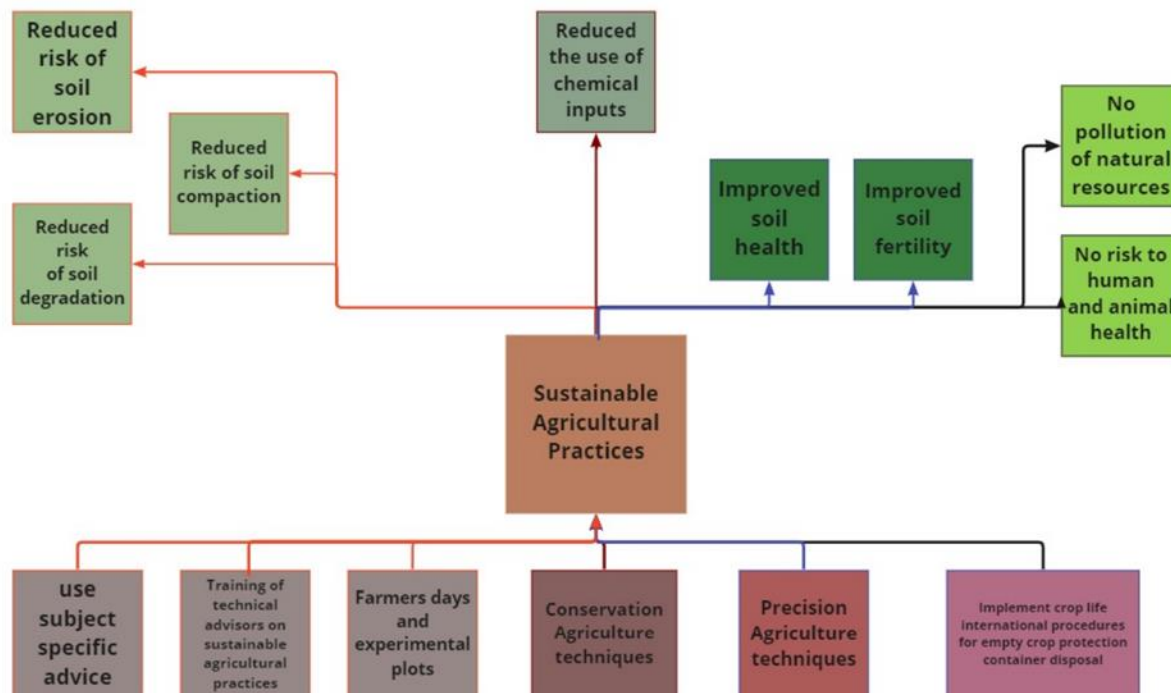 Reduced
risk of
soil
erosion
Reduced
the use of
chemical
inputs
No
pollution
of natural
resources
Reduced
risk of soil
compaction
Improved
soil
health
Improved
soil
fertility
Reduced
risk
of soil
degradation
No risk to
human
and animal
health
Sustainable
Agricultural
Practices
use
subject
specific
advice
Training of
technical
advisors on
sustainable
agricultural
practices
Farmers days
and
experimental
plots
Conservation
Agriculture
techniques
Precision
Agriculture
techniques
Implement crop life
international procedures
for empty crop protection
container disposal